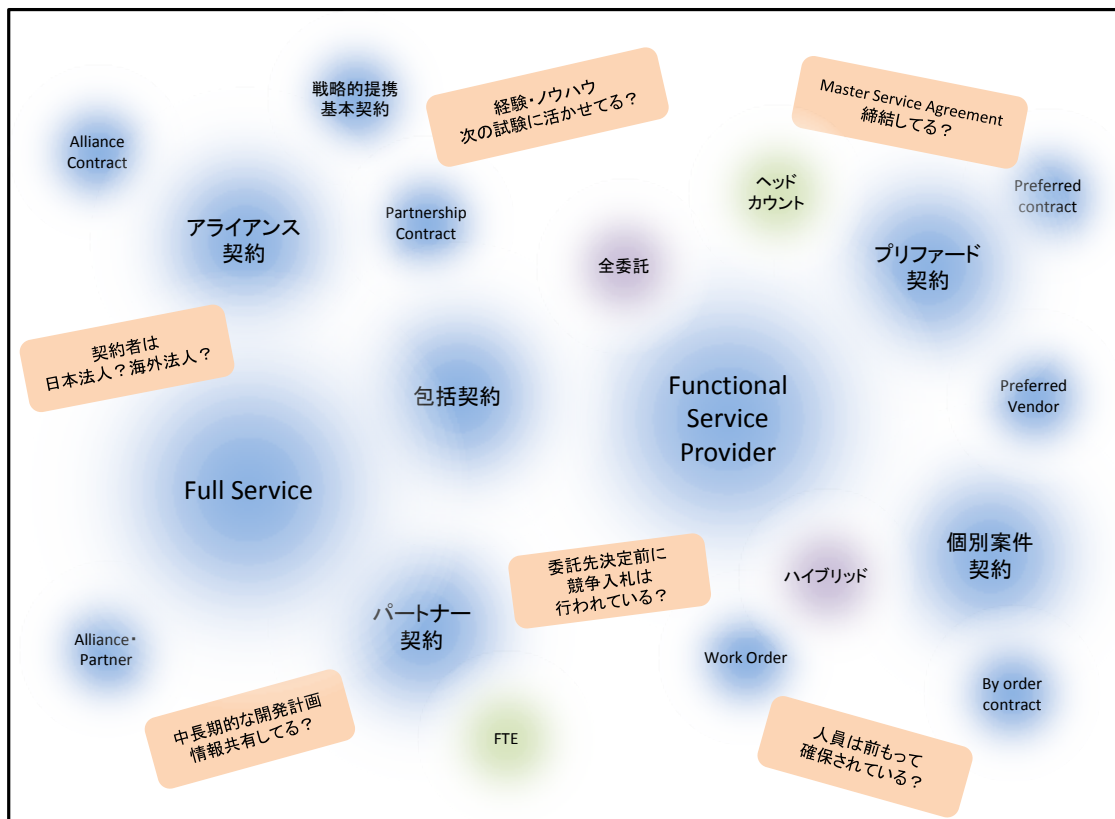 戦略的提携
基本契約
経験・ノウハウ
次の試験に活かせてる？
Master Service Agreement
締結してる？
Alliance
Contract
アライアンス
契約
Partnership
Contract
ヘッド
カウント
Preferred
contract
全委託
プリファード
契約
契約者は
日本法人？海外法人？
包括契約
Functional
Service
Provider
Preferred
Vendor
Full Service
委託先決定前に
競争入札は
行われている？
ハイブリッド
個別案件
契約
パートナー
契約
Alliance・
Partner
Work Order
By order
contract
中長期的な開発計画
情報共有してる？
FTE
人員は前もって
確保されている？